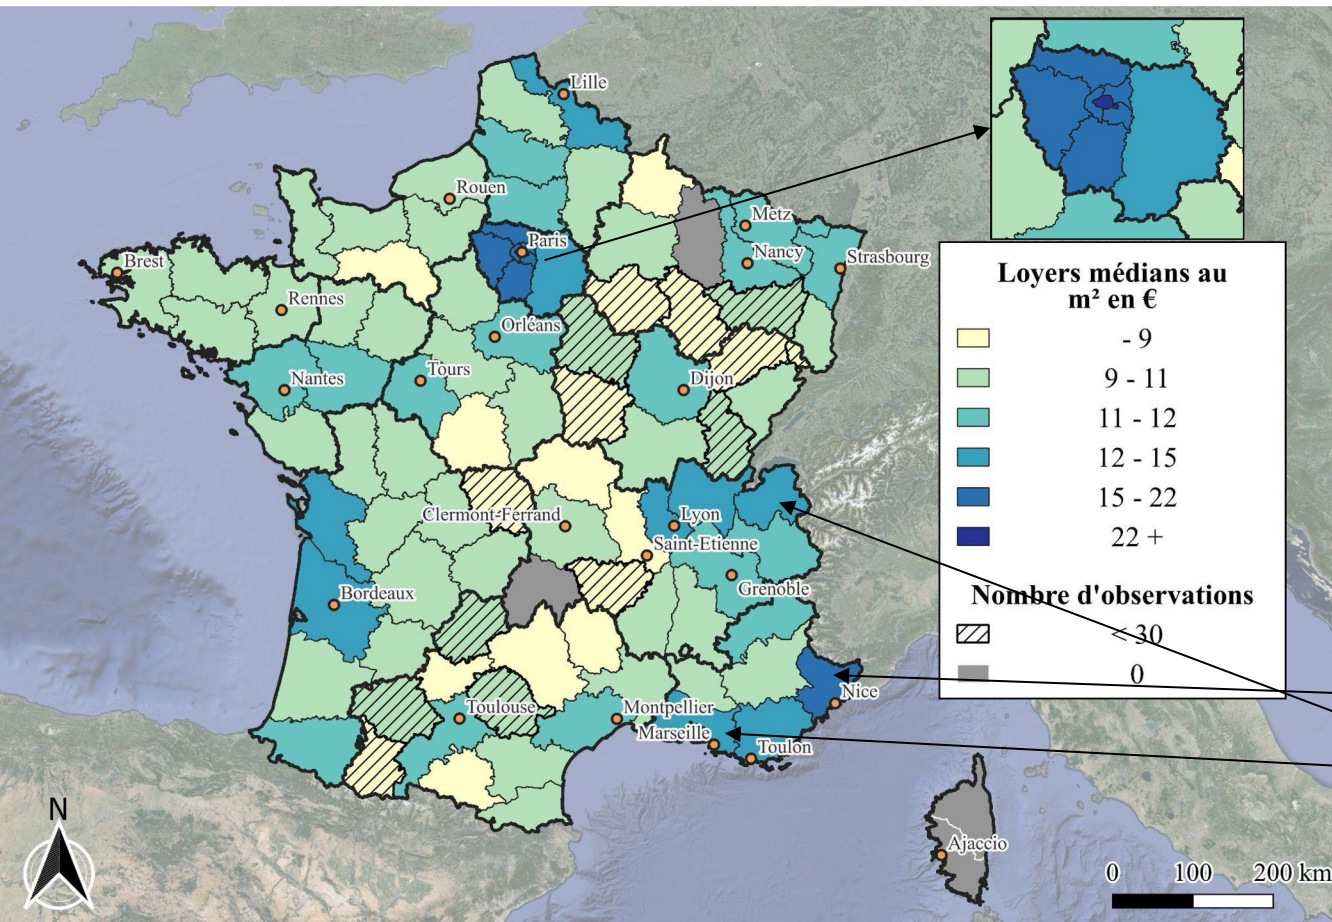 Lille
Rouen
Metz
Paris
Nancy
Strasbourg
Brest
Rennes
Orléans
Tours
Nantes
Dijon
Clermont-Ferrand
Lyon
Saint-Etienne
Grenoble
Bordeaux
Nice
Toulouse
Montpellier
Marseille
Toulon
Ajaccio
Loyers médians au
m² en €
- 9
9 - 11
11 - 12
12 - 15
15 - 22
22 +
Nombre d'observations
< 30
0
N
0 100 200 km